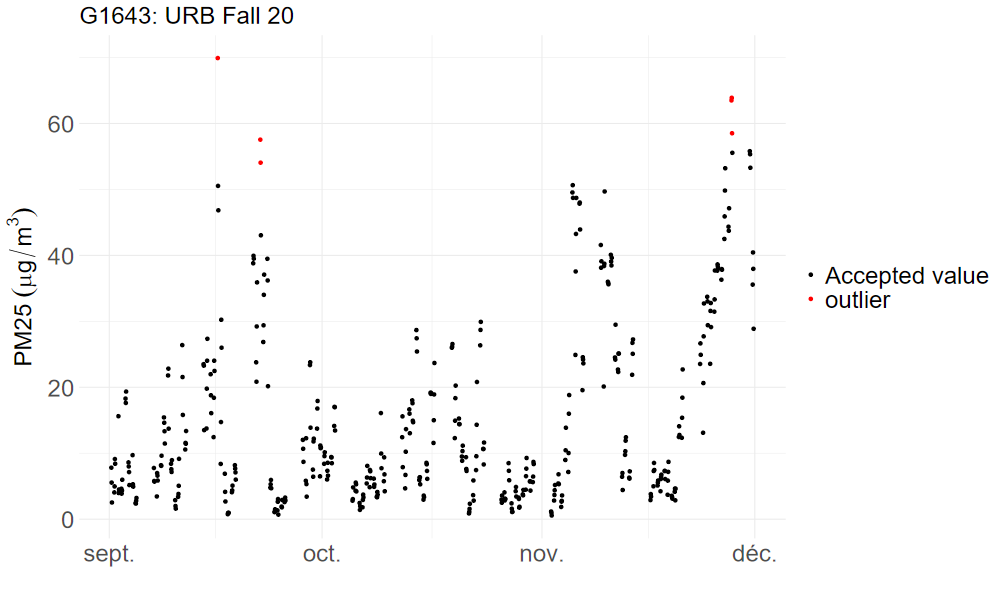 G1643: URB Fall 20
PM25 (μg/m³)
60
40
20
0
sept.
oct.
nov.
déc.
Accepted value
outlier